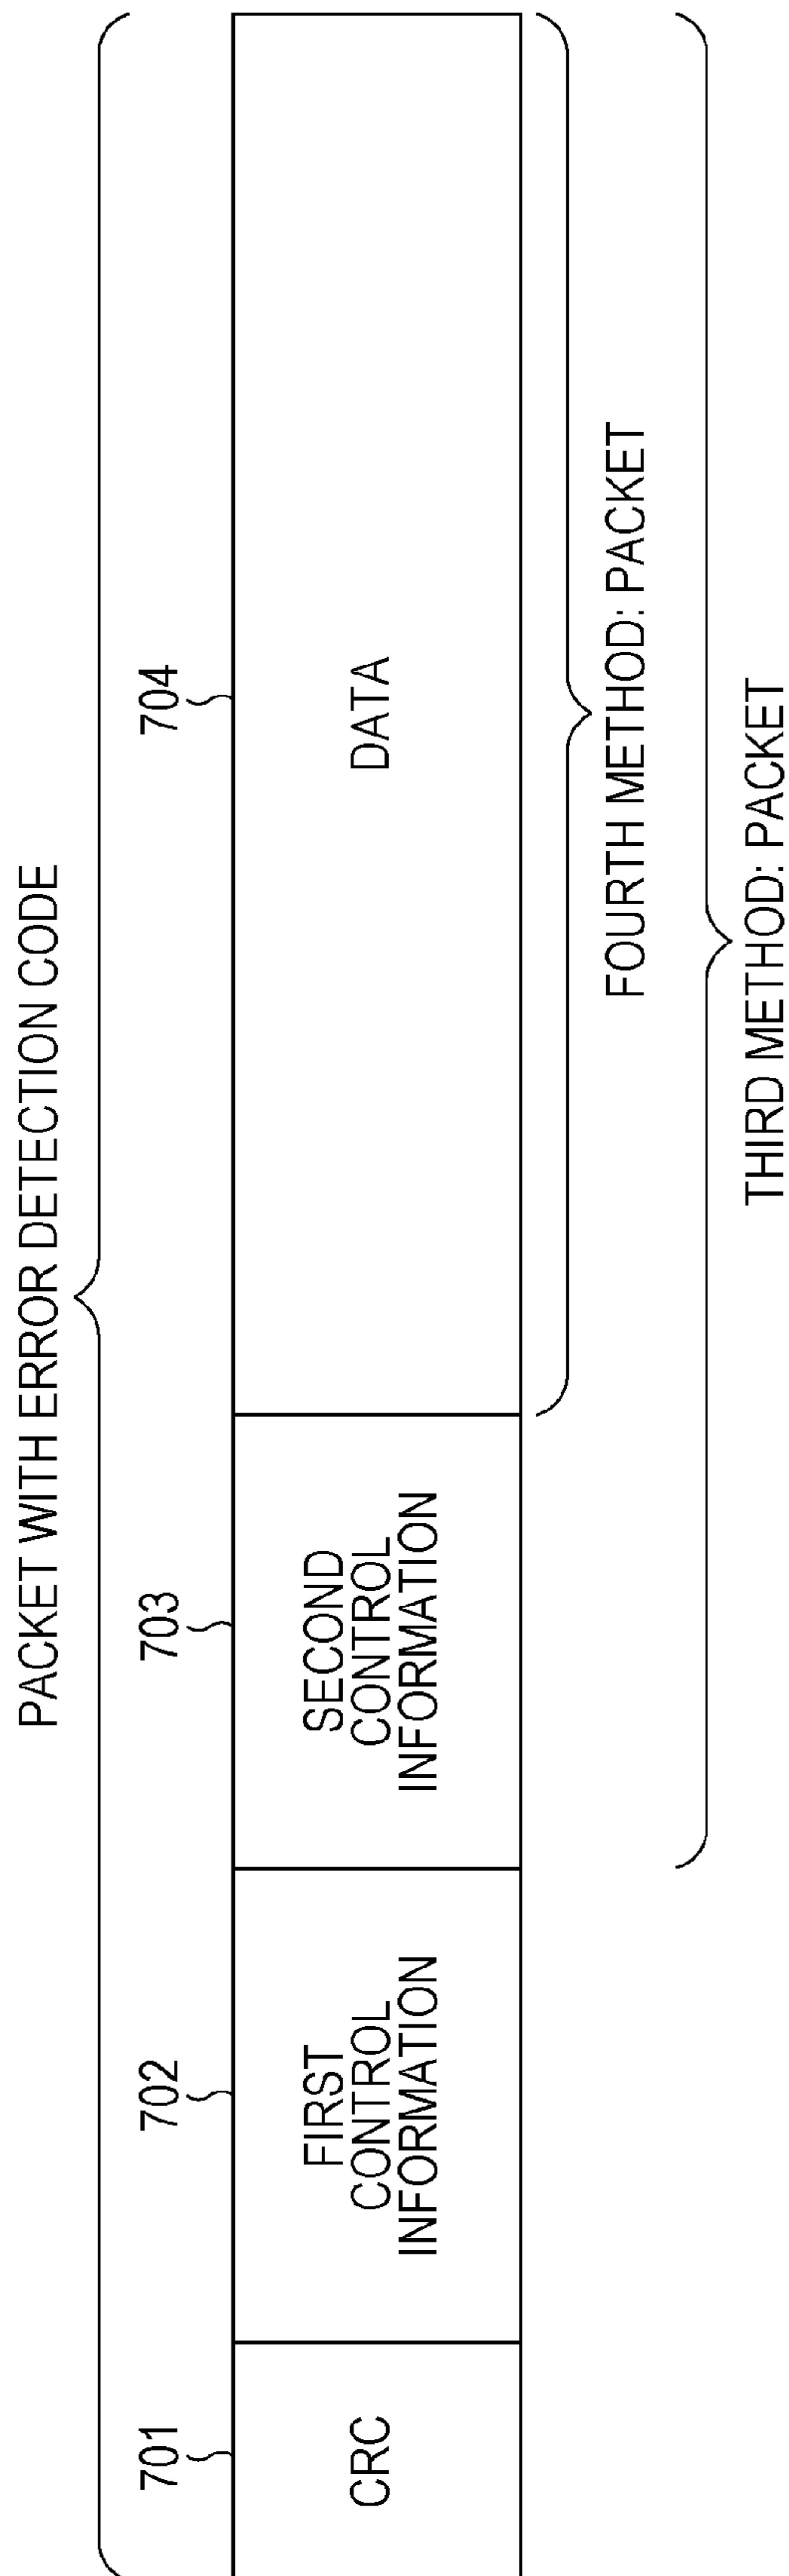 PACKET WITH ERROR DETECTION CODE
701
702
703
704
CRC
FIRST
CONTROL
INFORMATION
SECOND
CONTROL
INFORMATION
DATA
FOURTH METHOD: PACKET
THIRD METHOD: PACKET